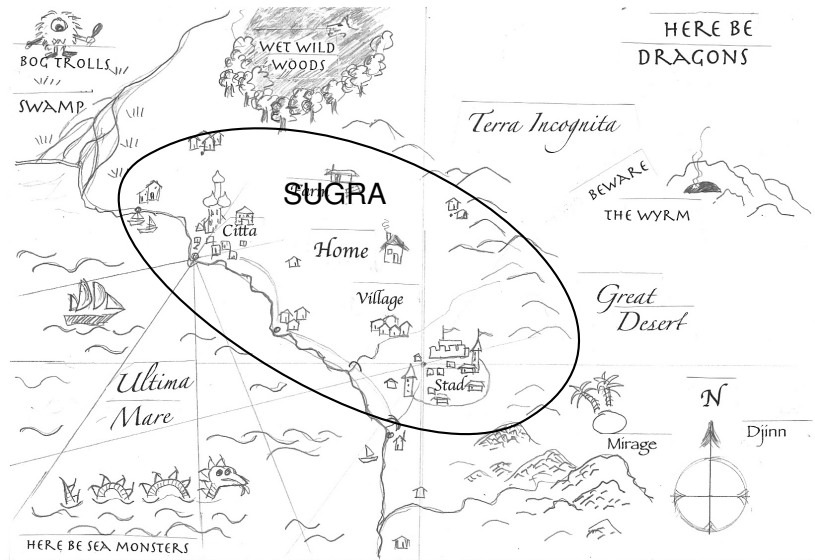 BOG TROLLS
SWAMP
WET WILD
WOODS
HERE BE
DRAGONS
Terra Incognita
BEWARE
THE WYRM
Farm
SUGRA
Citta
Home
Village
Great
Desert
Stad
Ultima
Mare
N
Mirage
Djinn
HERE BE SEA MONSTERS